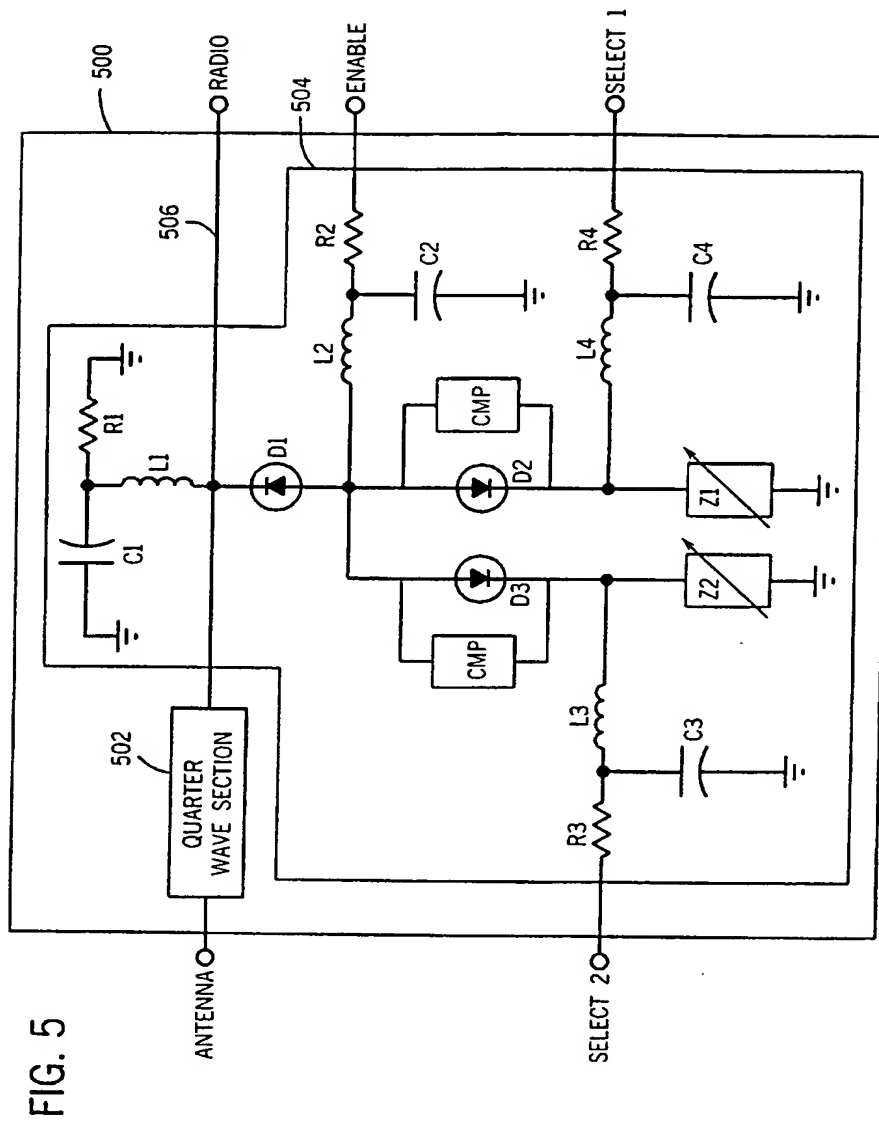 FIG. 5
500
504
506
502
QUARTER
WAVE SECTION
ANTENNA
RADIO
ENABLE
SELECT 1
SELECT 2
C1
R1
L1
D1
L2
R2
C2
CMP
D2
CMP
D3
L4
R4
C4
Z1
Z2
L3
R3
C3